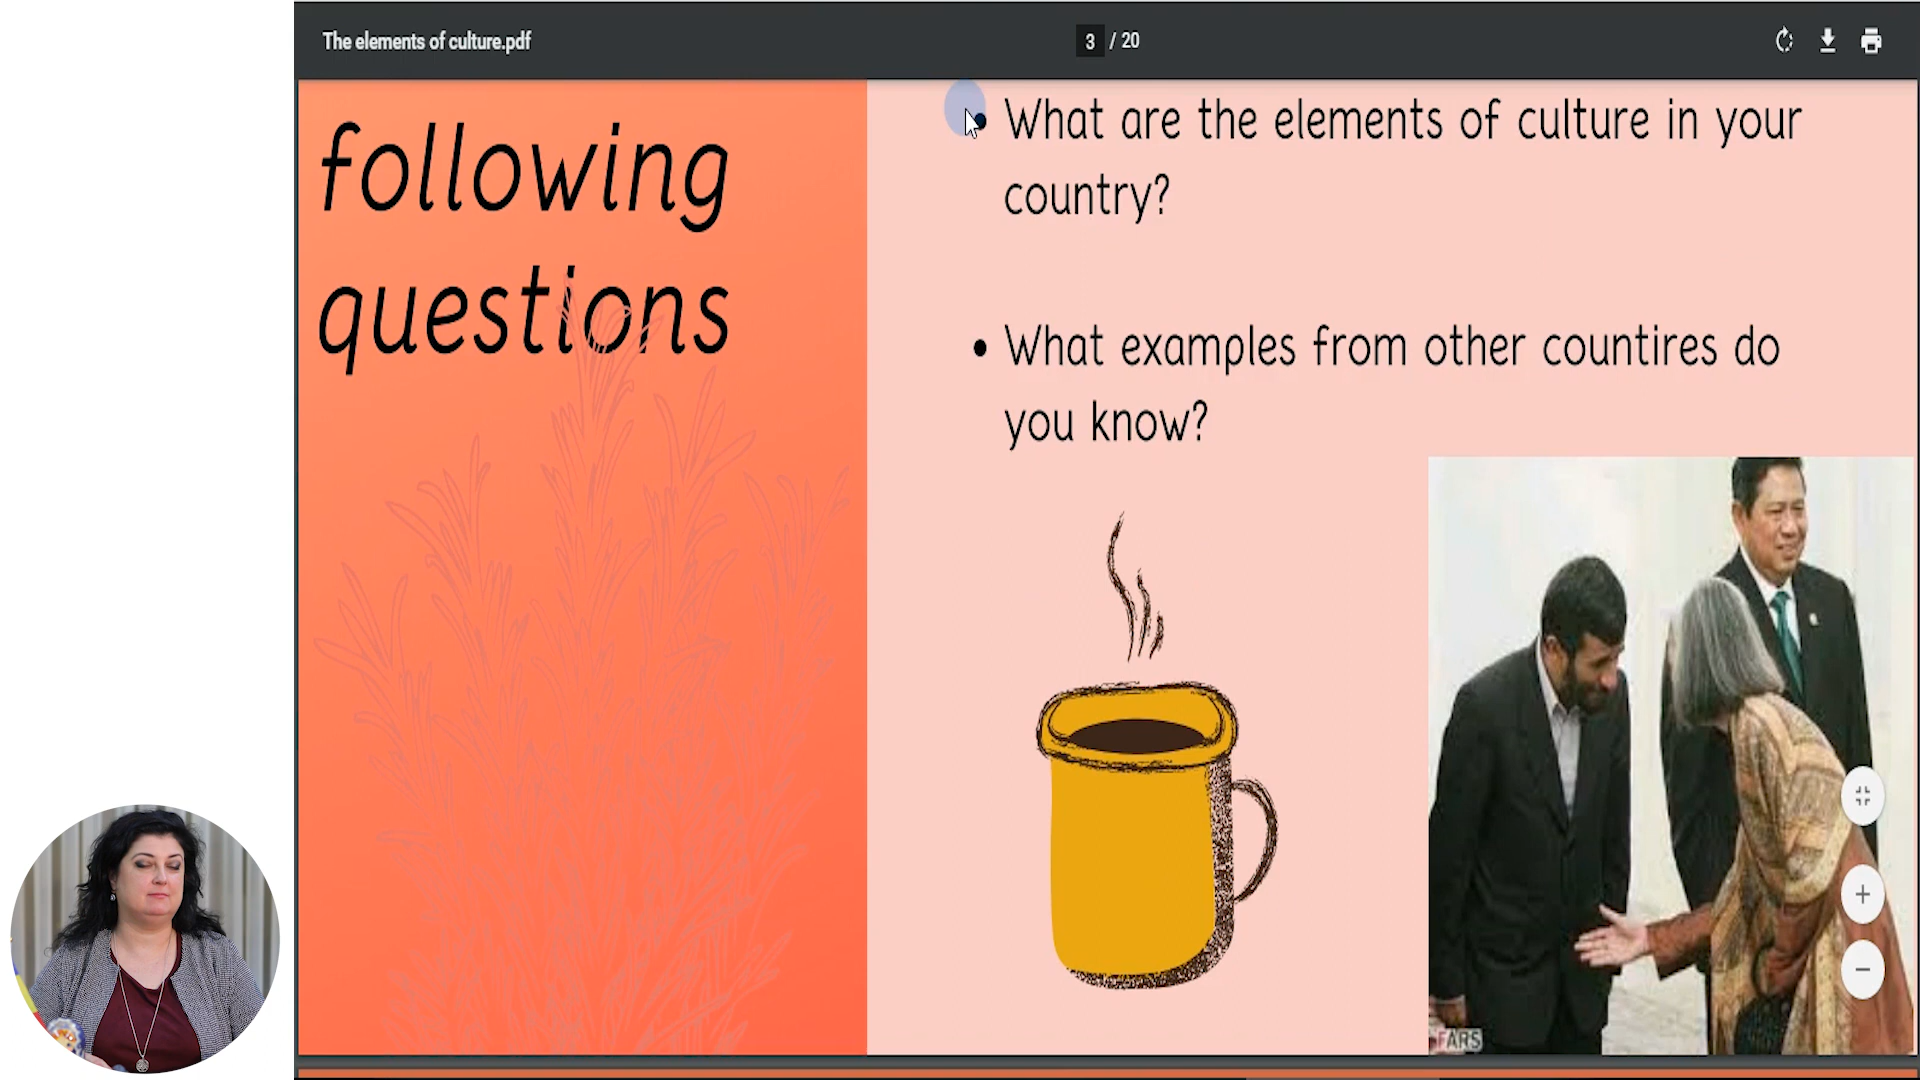 The elements of culture.pdf
3 / 20
following
questions
• What are the elements of culture in your
country?
• What examples from other countires do
you know?
FARS